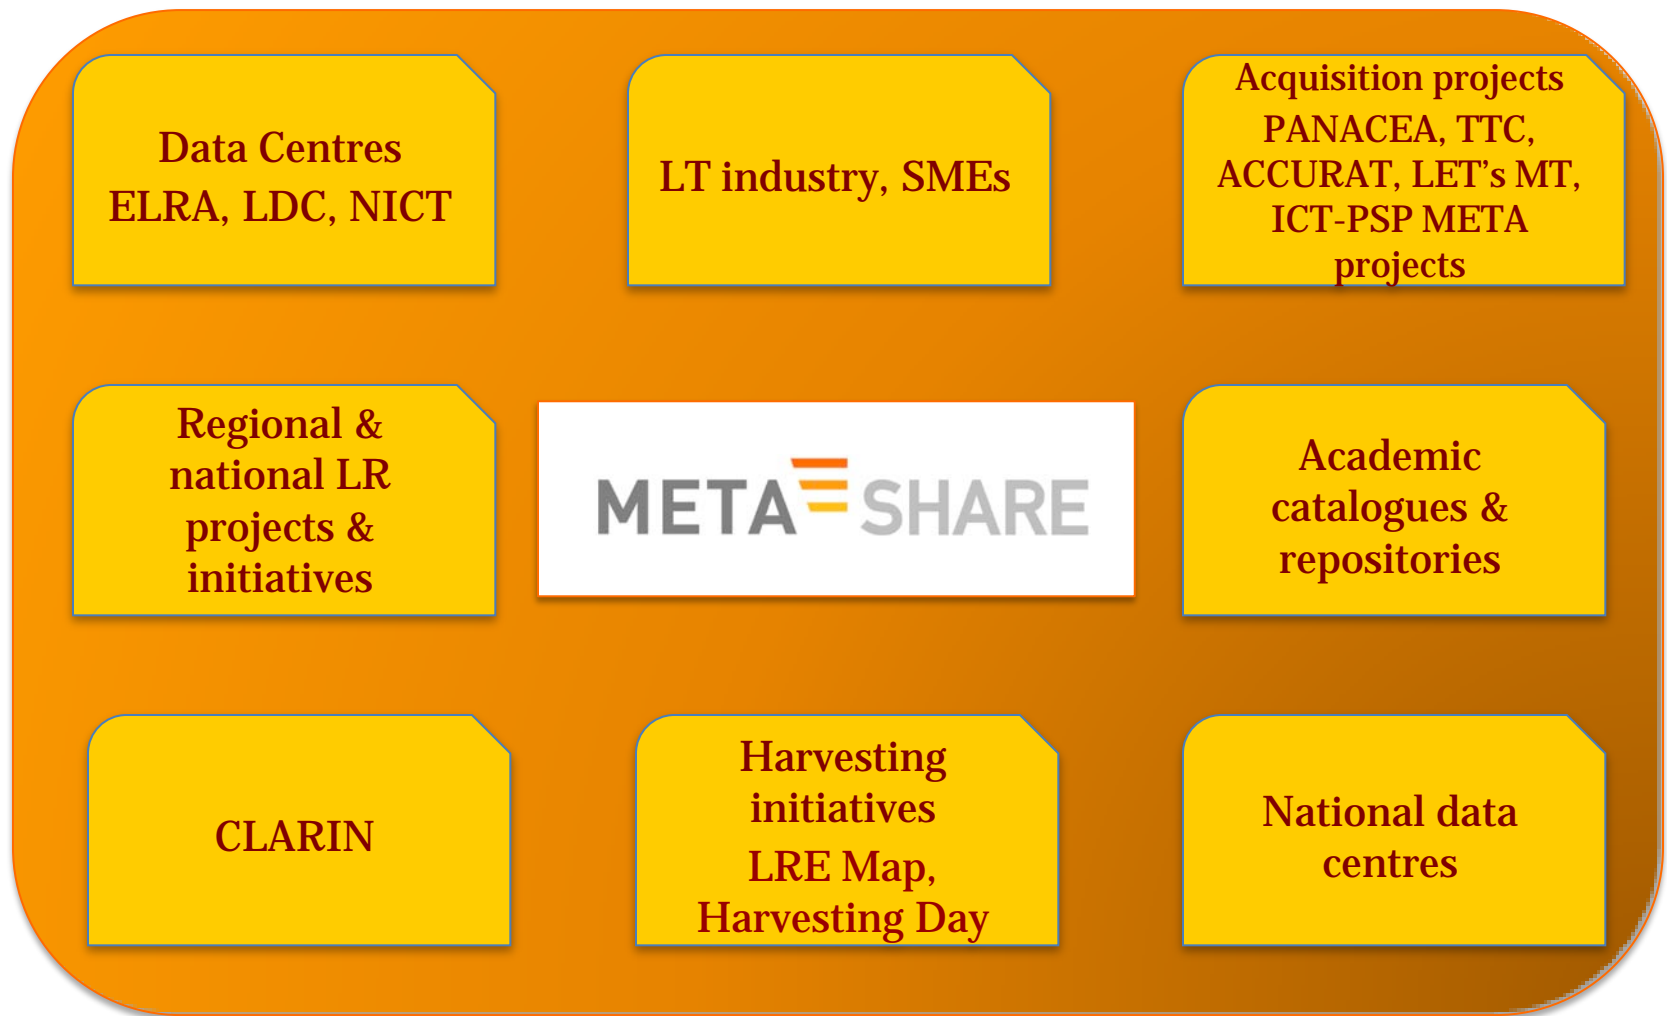 Data Centres
ELRA, LDC, NICT
LT industry, SMEs
Acquisition projects
PANACEA, TTC,
ACCURAT, LET's MT,
ICT-PSP META
projects
Regional &
national LR
projects &
initiatives
META SHARE
Academic
catalogues &
repositories
CLARIN
Harvesting
initiatives
LRE Map,
Harvesting Day
National data
centres